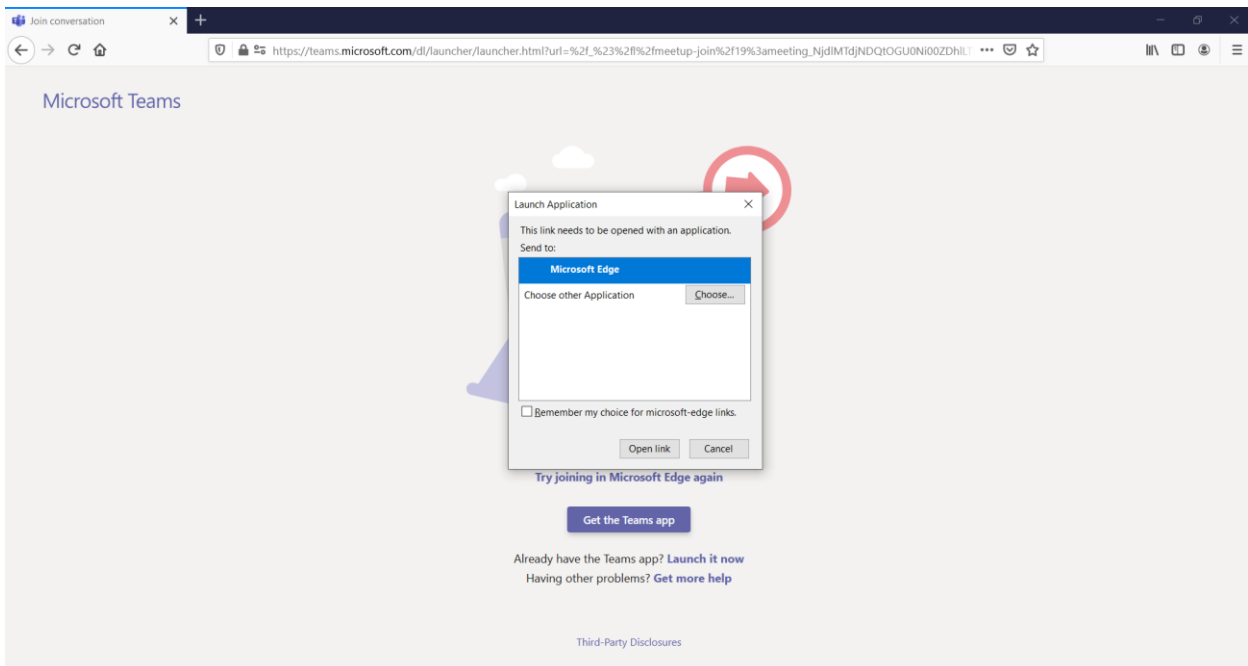 Join conversation
https://teams.microsoft.com/dl/launcher/launcher.html?url=%2f_%23%2fl%2fmeetup-join%2f19%3ameeting_
Microsoft Teams
Launch Application
This link needs to be opened with an application.
Send to:
Microsoft Edge
Choose other Application Choose...
Remember my choice for microsoft-edge links.
Open link Cancel
Try joining in Microsoft Edge again
Get the Teams app
Already have the Teams app? Launch it now
Having other problems? Get more help
Third-Party Disclosures